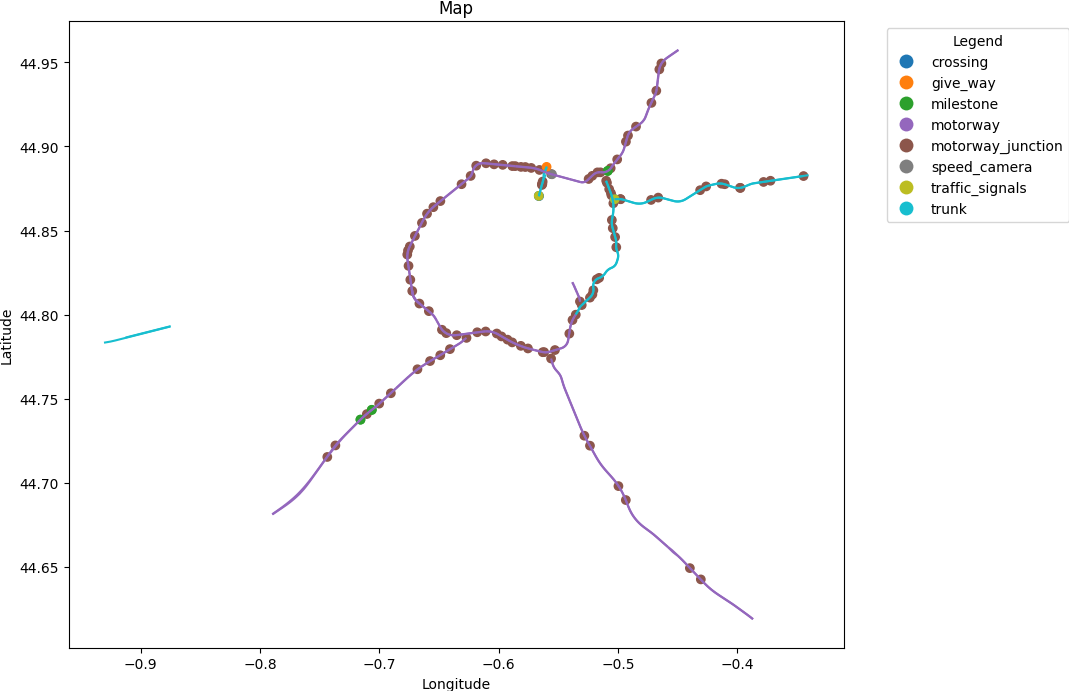 Map
44.95
44.90
44.85
44.80
44.75
44.70
44.65
Latitude
−0.9 −0.8 −0.7 −0.6 −0.5 −0.4
Longitude
Legend
crossing
give_way
milestone
motorway
motorway_junction
speed_camera
traffic_signals
trunk